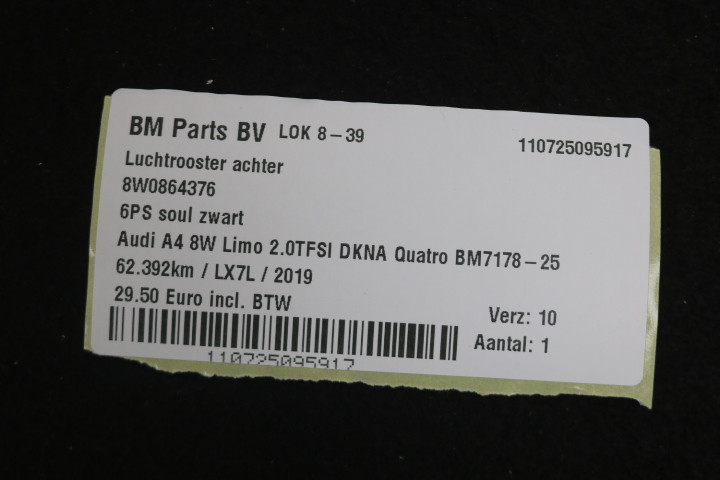 BM Parts BV LOK 8-39 110725095917
Luchtrooster achter
8W0864376
6PS soul zwart
Audi A4 8W Limo 2.0TFSI DKNA Quatro BM7178-25
62.392km / LX7L / 2019
29.50 Euro incl. BTW
Verz: 10
Aantal: 1
110725095917